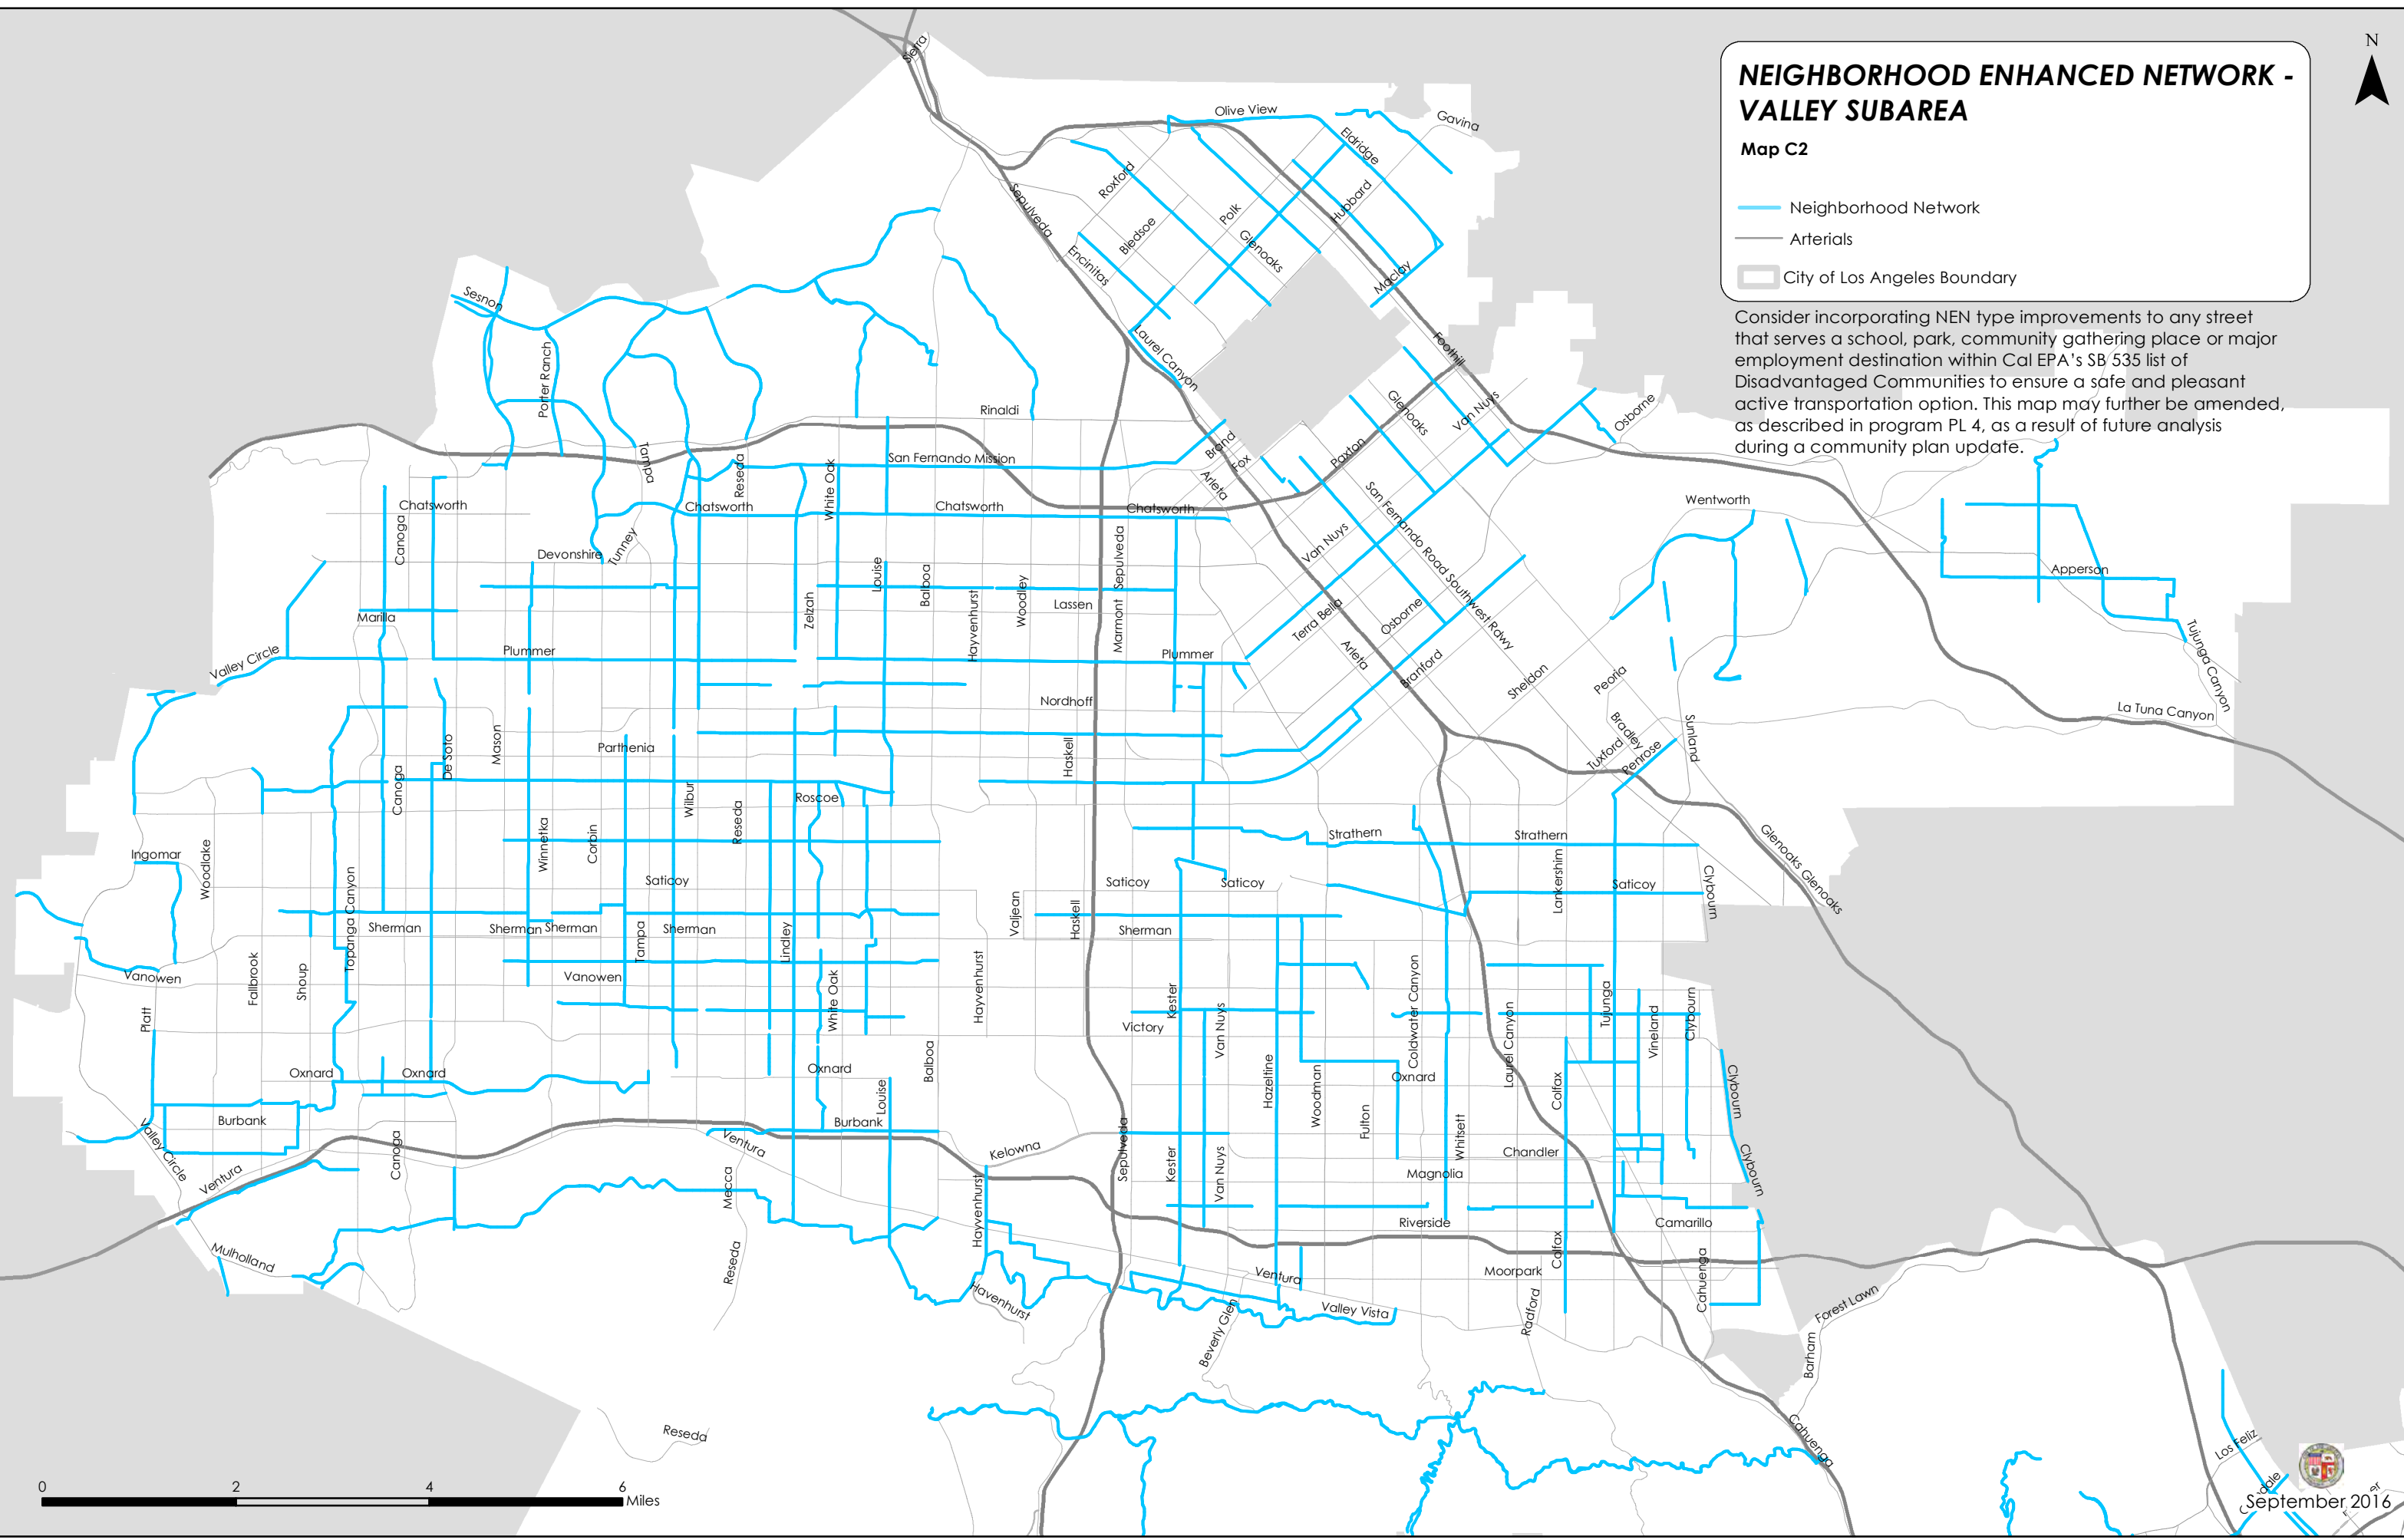 NEIGHBORHOOD ENHANCED NETWORK -
VALLEY SUBAREA
Map C2
Neighborhood Network
Arterials
City of Los Angeles Boundary
N
Consider incorporating NEN type improvements to any street
that serves a school, park, community gathering place or major
employment destination within Cal EPA's SB 535 list of
Disadvantaged Communities to ensure a safe and pleasant
active transportation option. This map may further be amended,
as described in program PL 4, as a result of future analysis
during a community plan update.
Sierra
Olive View
Gavina
Eldridge
Roxford
Hubbard
Sepulveda
Polk
Bledsoe
Glenoaks
Encinitas
Maclay
Sesnon
Laurel Canyon
Foothill
Porter Ranch
Rinaldi
Glenoaks
Van Nuys
Osborne
Brand
Fox
Paxton
San Fernando Mission
Tampa
Reseda
White Oak
Arleta
San Fernando Road Southwest Rdwy
Wentworth
Chatsworth
Chatsworth
Chatsworth
Chatsworth
Canoga
Devonshire
Tunney
Van Nuys
Sepulveda
Louise
Balboa
Woodley
Hayvenhurst
Lassen
Apperson
Zelzah
Marilla
Marmont
Terra Bella
Osborne
Tujunga Canyon
Valley Circle
Plummer
Plummer
Arleta
Branford
Sheldon
Peoria
Nordhoff
La Tuna Canyon
Bradley
Sunland
Tuxford
Penrose
De Soto
Mason
Parthenia
Haskell
Canoga
Wilbur
Roscoe
Reseda
Strathern
Strathern
Glenoaks Glenoaks
Ingomar
Woodlake
Winnetka
Corbin
Saticoy
Saticoy
Saticoy
Saticoy
Lankershim
Clybourn
Topanga Canyon
Sherman
Sherman
Sherman
Sherman
Sherman
Tampa
Lindley
Valjean
Haskell
Vanowen
Vanowen
Fallbrook
Shoup
Platt
White Oak
Hayvenhurst
Kester
Van Nuys
Victory
Coldwater Canyon
Laurel Canyon
Tujunga
Vineland
Clybourn
Oxnard
Oxnard
Oxnard
Oxnard
Balboa
Louise
Hazeltine
Woodman
Fulton
Whitsett
Colfax
Clybourn
Burbank
Burbank
Valley Circle
Ventura
Ventura
Canoga
Kelowna
Sepulveda
Kester
Van Nuys
Chandler
Magnolia
Clybourn
Mecca
Hayvenhurst
Riverside
Camarillo
Mulholland
Reseda
Havenhurst
Ventura
Colfax
Moorpark
Cahuenga
Valley Vista
Beverly Glen
Radford
Forest Lawn
Barham
Reseda
Cahuenga
Los Feliz
0 2 4 6
Miles
September 2016